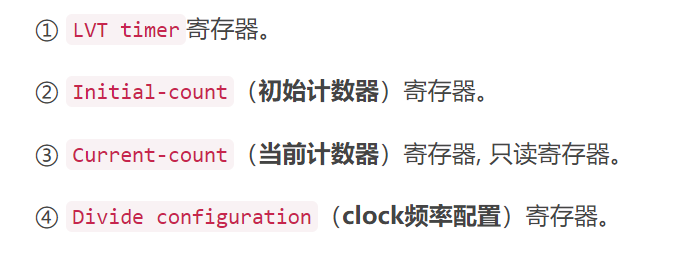 ① LVT timer寄存器。
② Initial-count（初始计数器）寄存器。
③ Current-count（当前计数器）寄存器, 只读寄存器。
④ Divide configuration（clock频率配置）寄存器。